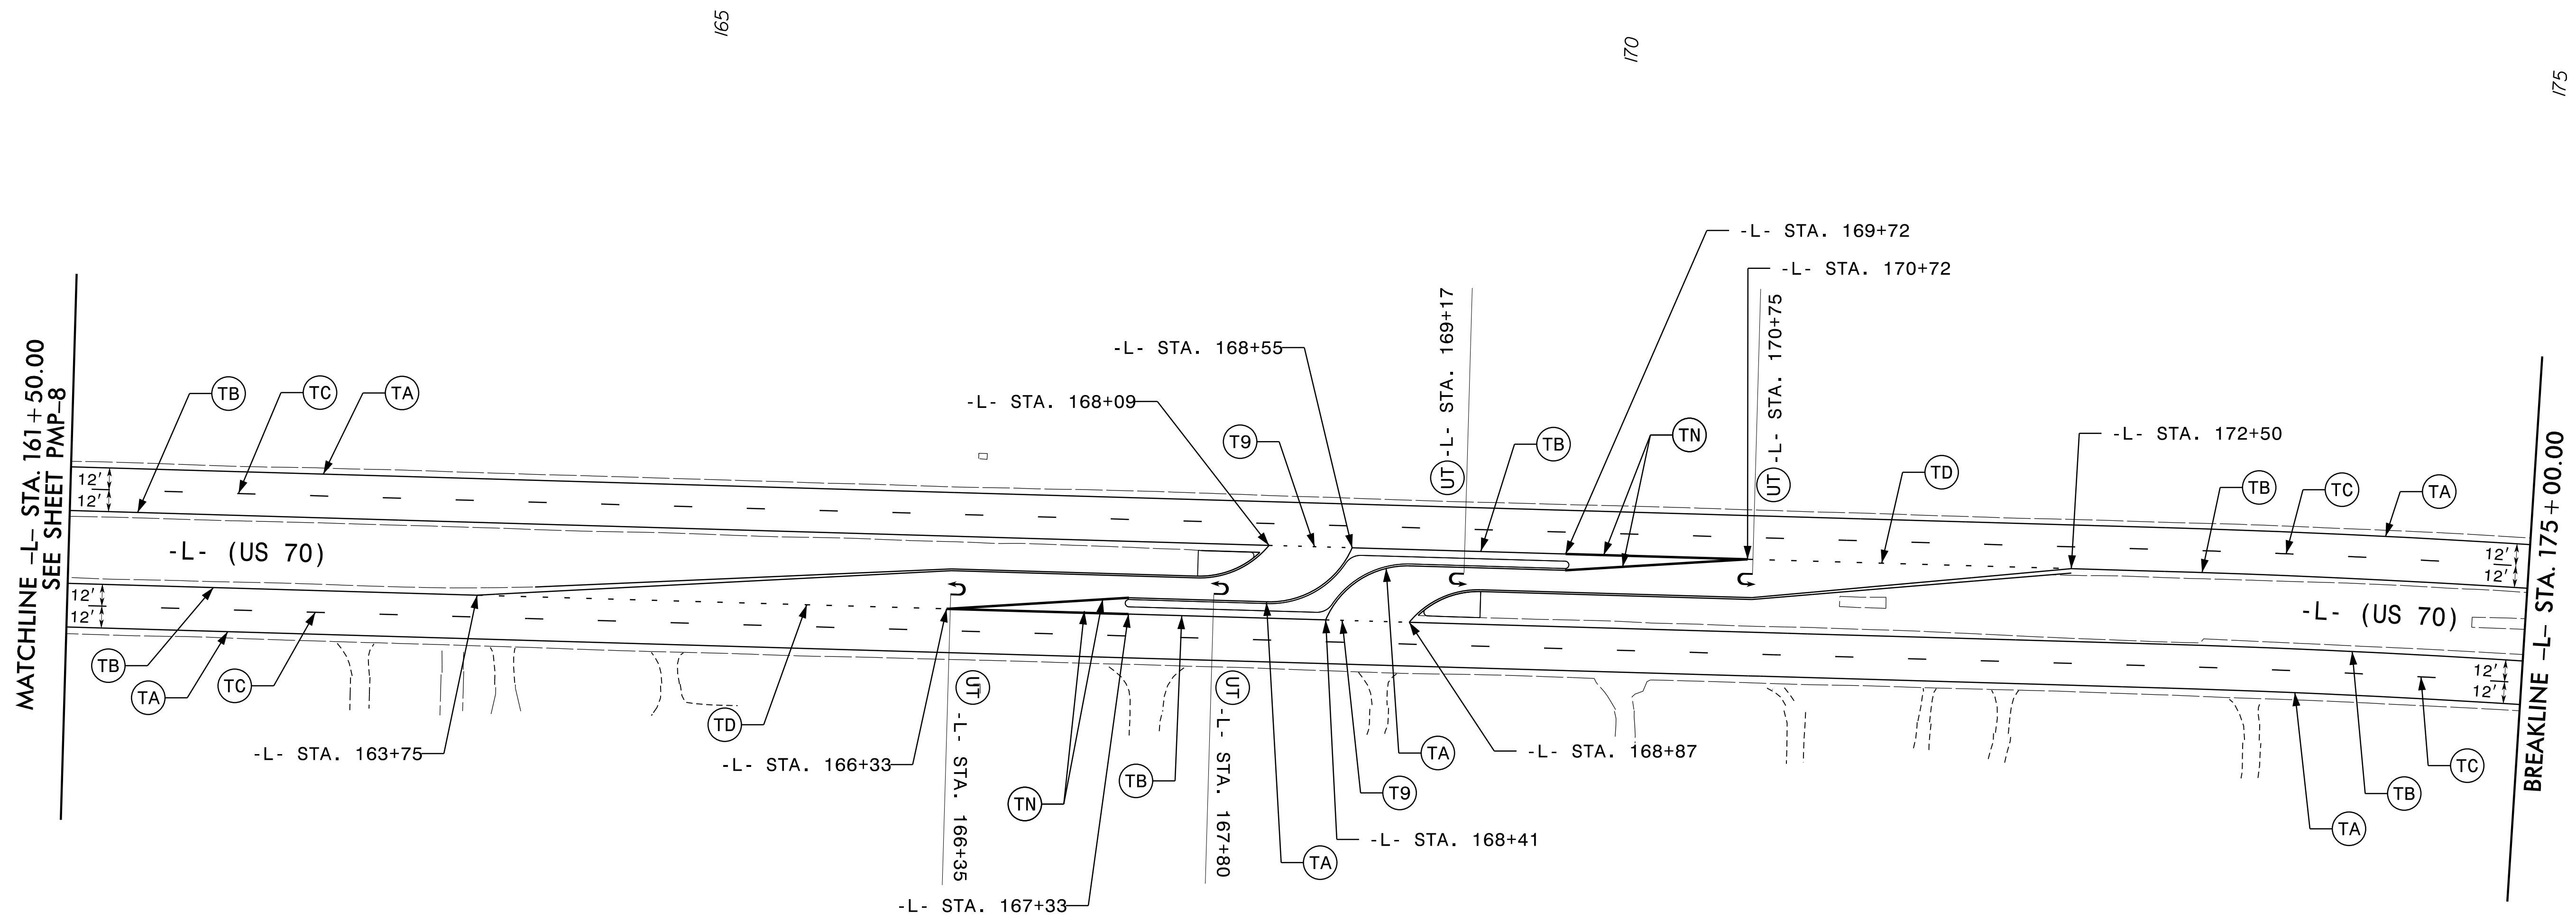 165
170
175
-L- STA. 169+72
-L- STA. 170+72
-L- STA. 169+17
UT
-L- STA. 170+75
UT
-L- STA. 168+55
-L- STA. 168+09
MATCHLINE -L- STA. 161+50.00
SEE SHEET PMP-8
TB
TC
TA
T9
TB
TN
-L- STA. 172+50
TD
TB
TC
TA
12'
12'
-L- (US 70)
12'
12'
12'
12'
-L- (US 70)
12'
12'
BREAKLINE -L- STA. 175+00.00
TB
TA
TC
TD
UT
-L- STA. 166+35
UT
-L- STA. 167+80
-L- STA. 163+75
-L- STA. 166+33
TN
TB
TA
-L- STA. 168+87
T9
TC
TB
TA
-L- STA. 168+41
TA
-L- STA. 167+33